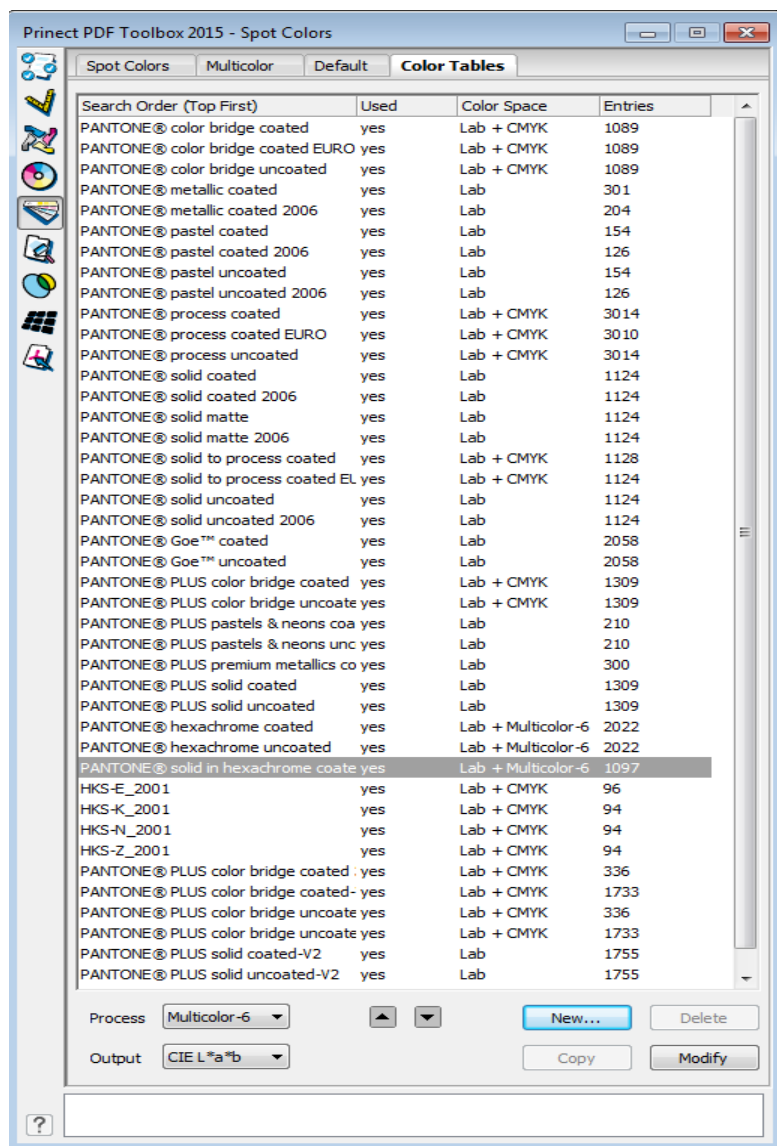 Prinect PDF Toolbox 2015 - Spot Colors
Spot Colors Multicolor Default Color Tables
Search Order (Top First) Used Color Space Entries
PANTONE® color bridge coated yes Lab + CMYK 1089
PANTONE® color bridge coated EURO yes Lab + CMYK 1089
PANTONE® color bridge uncoated yes Lab + CMYK 1089
PANTONE® metallic coated yes Lab 301
PANTONE® metallic coated 2006 yes Lab 204
PANTONE® pastel coated yes Lab 154
PANTONE® pastel coated 2006 yes Lab 126
PANTONE® pastel uncoated yes Lab 154
PANTONE® pastel uncoated 2006 yes Lab 126
PANTONE® process coated yes Lab + CMYK 3014
PANTONE® process coated EURO yes Lab + CMYK 3010
PANTONE® process uncoated yes Lab + CMYK 3014
PANTONE® solid coated yes Lab 1124
PANTONE® solid coated 2006 yes Lab 1124
PANTONE® solid matte yes Lab 1124
PANTONE® solid matte 2006 yes Lab 1124
PANTONE® solid to process coated yes Lab + CMYK 1128
PANTONE® solid to process coated EU yes Lab + CMYK 1124
PANTONE® solid uncoated yes Lab 1124
PANTONE® solid uncoated 2006 yes Lab 1124
PANTONE® Goe™ coated yes Lab 2058
PANTONE® Goe™ uncoated yes Lab 2058
PANTONE® PLUS color bridge coated yes Lab + CMYK 1309
PANTONE® PLUS color bridge uncoate yes Lab + CMYK 1309
PANTONE® PLUS pastels & neons coa yes Lab 210
PANTONE® PLUS pastels & neons unc yes Lab 210
PANTONE® PLUS premium metallics co yes Lab 300
PANTONE® PLUS solid coated yes Lab 1309
PANTONE® PLUS solid uncoated yes Lab 1309
PANTONE® hexachrome coated yes Lab + Multicolor-6 2022
PANTONE® hexachrome uncoated yes Lab + Multicolor-6 2022
PANTONE® solid in hexachrome coate yes Lab + Multicolor-6 1097
HKS-E_2001 yes Lab + CMYK 96
HKS-K_2001 yes Lab + CMYK 94
HKS-N_2001 yes Lab + CMYK 94
HKS-Z_2001 yes Lab + CMYK 94
PANTONE® PLUS color bridge coated yes Lab + CMYK 336
PANTONE® PLUS color bridge coated- yes Lab + CMYK 1733
PANTONE® PLUS color bridge uncoate yes Lab + CMYK 336
PANTONE® PLUS color bridge uncoate yes Lab + CMYK 1733
PANTONE® PLUS solid coated-V2 yes Lab 1755
PANTONE® PLUS solid uncoated-V2 yes Lab 1755
Process Multicolor-6 New... Delete
Output CIE L*a*b Copy Modify
?